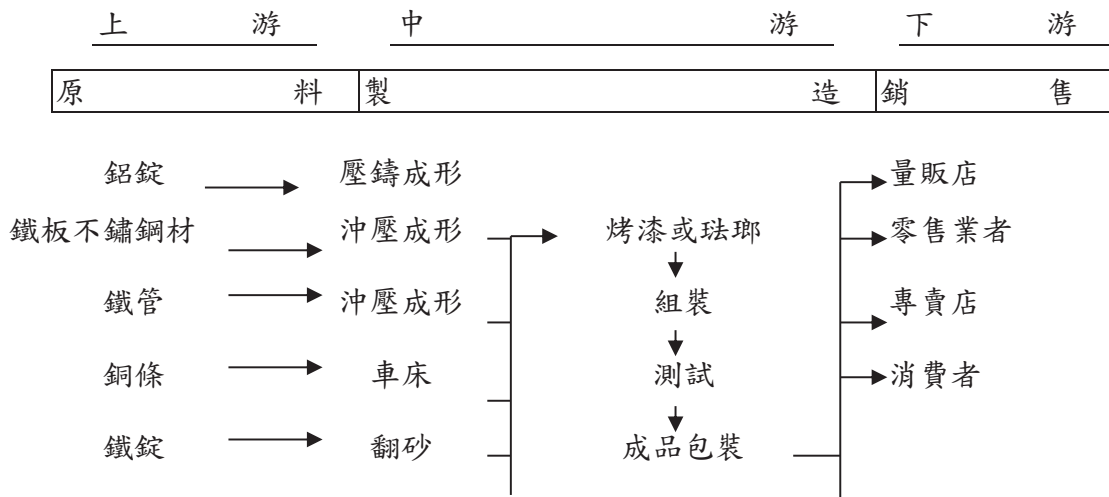 上游 中游 下游
原料 製造 銷售
鋁錠 壓鑄成形 量販店
鐵板不鏽鋼材 沖壓成形 烤漆或琺瑯 零售業者
鐵管 沖壓成形 組裝 專賣店
銅條 車床 測試 消費者
鐵錠 翻砂 成品包裝